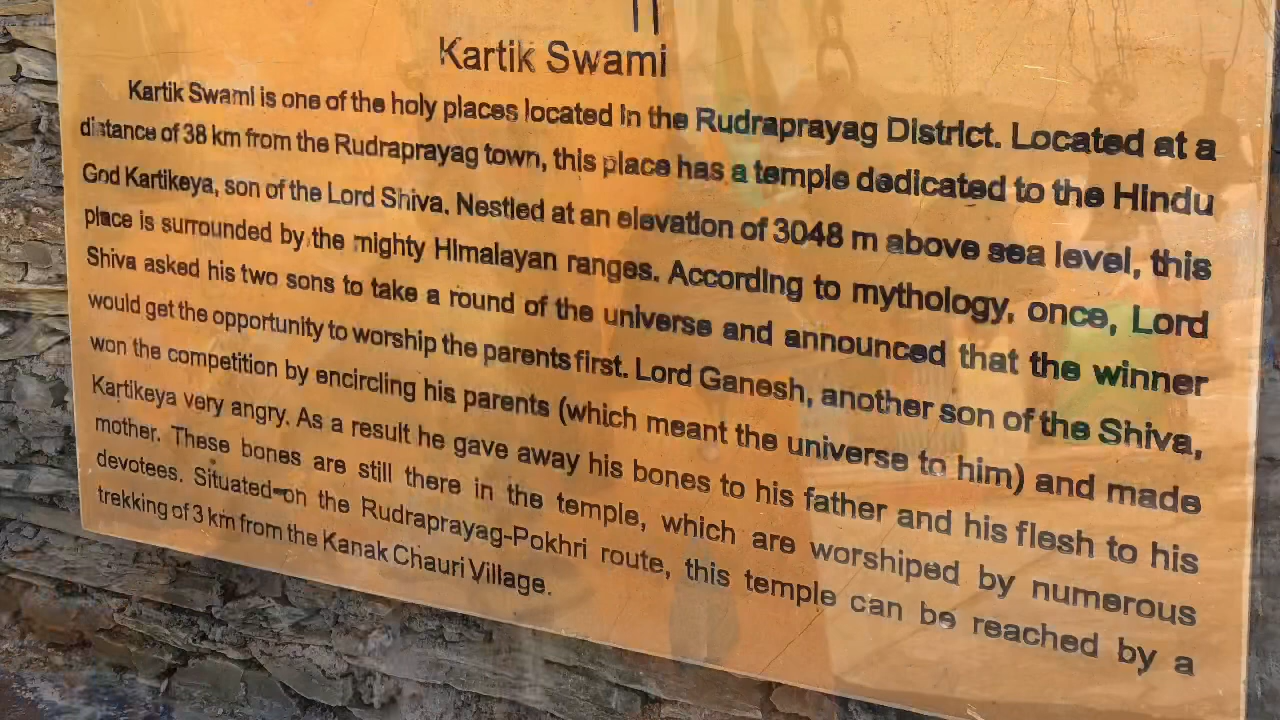 Kartik Swami
Kartik Swami is one of the holy places located in the Rudraprayag District. Located at a
distance of 38 km from the Rudraprayag town, this place has a temple dedicated to the Hindu
God Kartikeya, son of the Lord Shiva. Nestled at an elevation of 3048 m above sea level, this
place is surrounded by the mighty Himalayan ranges. According to mythology, once, Lord
Shiva asked his two sons to take a round of the universe and announced that the winner
would get the opportunity to worship the parents first. Lord Ganesh, another son of the Shiva,
won the competition by encircling his parents (which meant the universe to him) and made
Kartikeya very angry. As a result he gave away his bones to his father and his flesh to his
mother. These bones are still there in the temple, which are worshiped by numerous
devotees. Situated on the Rudraprayag-Pokhri route, this temple can be reached by a
trekking of 3 km from the Kanak Chauri Village.